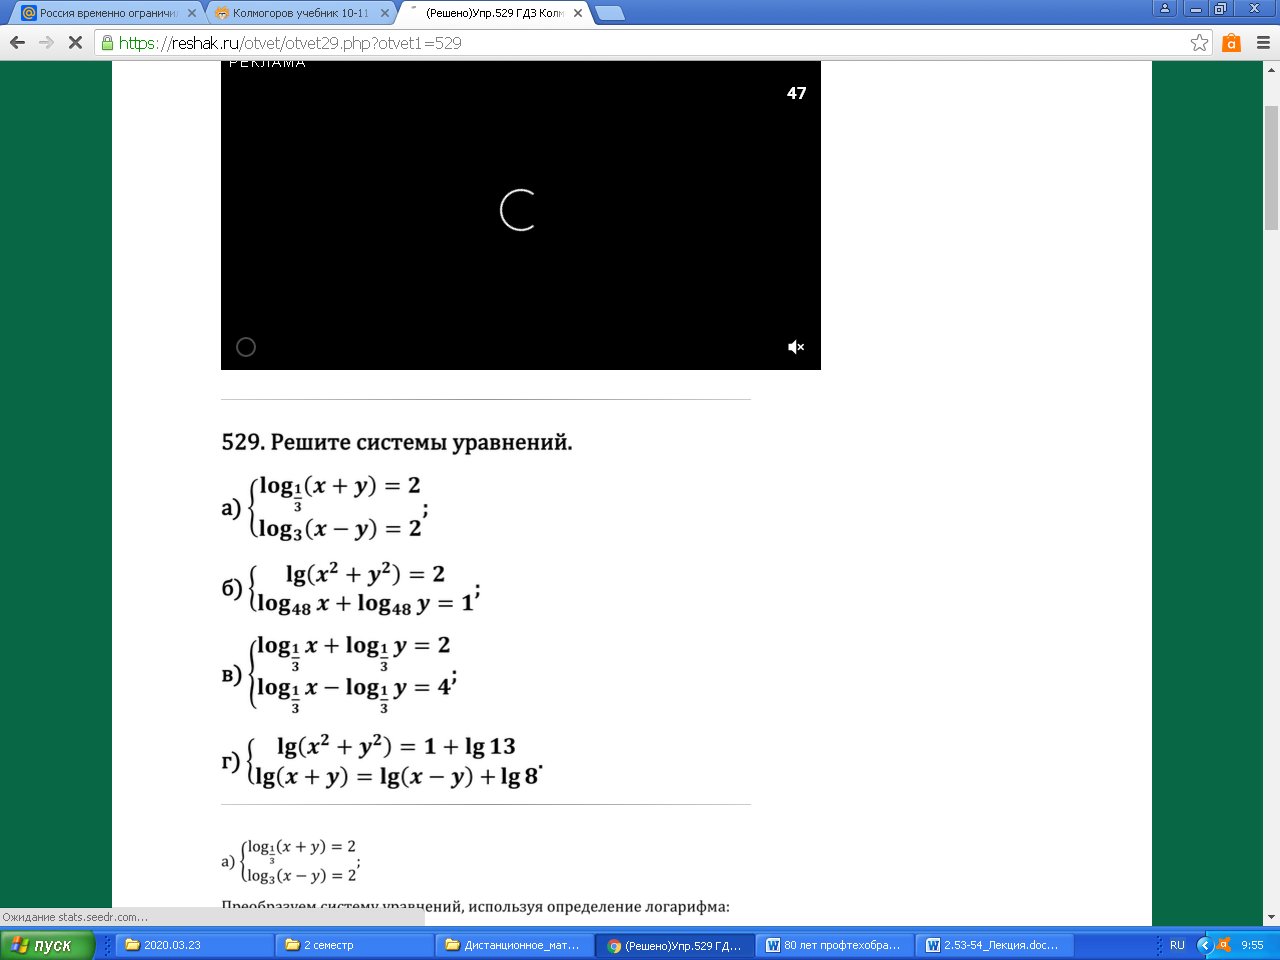 Россия временно ограничи
Колмогоров учебник 10-11
(Решено)Упр.529 ГДЗ Колм
https://reshak.ru/otvet/otvet29.php?otvet1=529
РЕКЛАМА
47
529. Решите системы уравнений.
а) {log_{1/3}(x + y) = 2
log_3(x − y) = 2;
б) {lg(x² + y²) = 2
log_{48} x + log_{48} y = 1;
в) {log_{1/3} x + log_{1/3} y = 2
log_{1/3} x − log_{1/3} y = 4;
г) {lg(x² + y²) = 1 + lg 13
lg(x + y) = lg(x − y) + lg 8.
а) {log_{1/3}(x + y) = 2
log_3(x − y) = 2;
Преобразуем систему уравнений, используя определение логарифма:
Ожидание stats.seedr.com...
пуск
2020.03.23
2 семестр
Дистанционное_мат...
(Решено)Упр.529 ГД...
80 лет профтехобра...
2.53-54_Лекция.doc...
RU
9:55